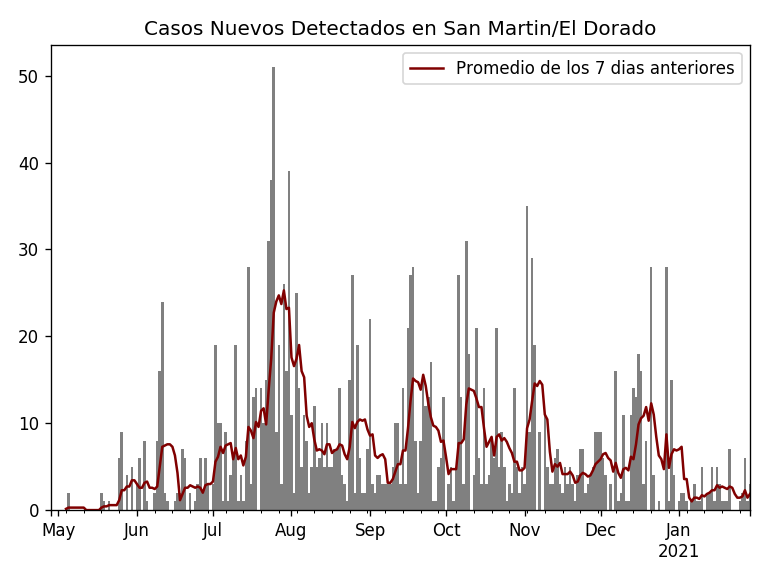 Casos Nuevos Detectados en San Martin/El Dorado
Promedio de los 7 dias anteriores
50
40
30
20
10
0
May Jun Jul Aug Sep Oct Nov Dec Jan
2021